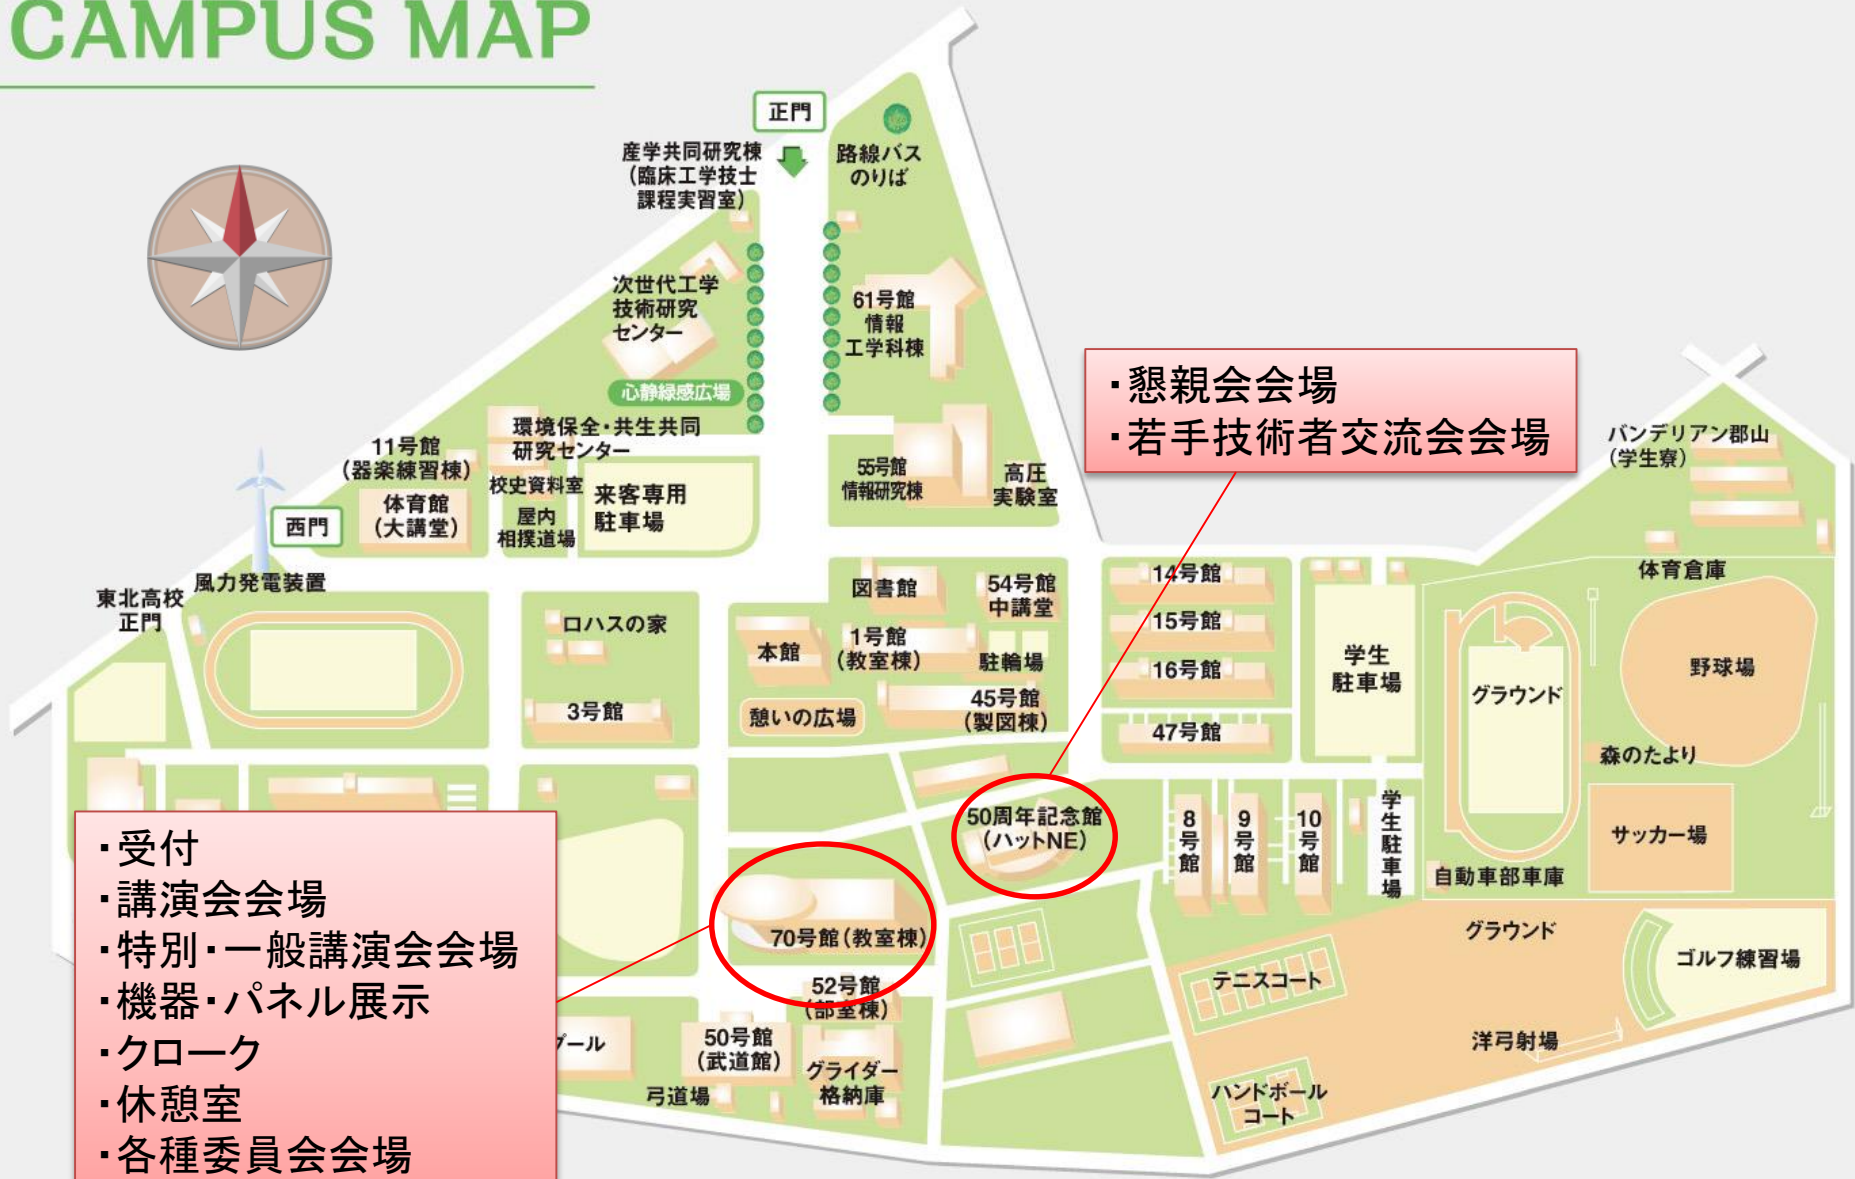 CAMPUS MAP
正門
産学共同研究棟
(臨床工学技士
課程実習室)
路線バス
のりば
次世代工学
技術研究
センター
61号館
情報
工学科棟
心静緑感広場
・懇親会会場
・若手技術者交流会会場
環境保全・共生共同
研究センター
11号館
(器楽練習棟)
校史資料室
来客専用
駐車場
体育館
(大講堂)
屋内
相撲道場
西門
風力発電装置
55号館
情報研究棟
高圧
実験室
バンデリアン郡山
(学生寮)
体育倉庫
東北高校
正門
ロハスの家
3号館
図書館
54号館
中講堂
本館
1号館
(教室棟)
駐輪場
憩いの広場
45号館
(製図棟)
14号館
15号館
16号館
47号館
学生
駐車場
グラウンド
野球場
森のたより
50周年記念館
(ハットNE)
8号館
9号館
10号館
学生駐車場
サッカー場
自動車部車庫
・受付
・講演会会場
・特別・一般講演会会場
・機器・パネル展示
・クローク
・休憩室
・各種委員会会場
70号館(教室棟)
52号館
(部室棟)
プール
50号館
(武道館)
グライダー
格納庫
弓道場
グラウンド
ゴルフ練習場
テニスコート
洋弓射場
ハンドボール
コート